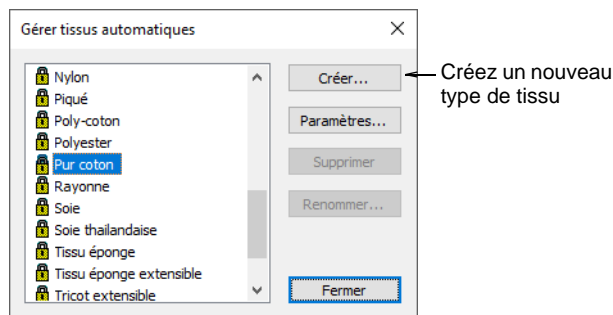 Gérer tissus automatiques
Nylon
Piqué
Poly-coton
Polyester
Pur coton
Rayonne
Soie
Soie thailandaise
Tissu éponge
Tissu éponge extensible
Tricot extensible
Créer...
Paramètres...
Supprimer
Renommer...
Fermer
Créez un nouveau
type de tissu